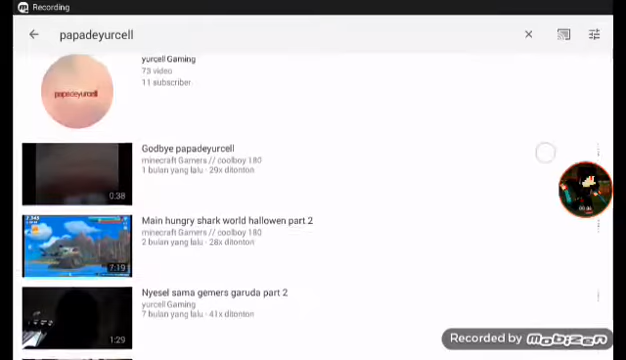 Recording
papadeyurcell
papadeyurcell
yurcell Gaming
73 video
11 subscriber
Godbye papadeyurcell
minecraft Gamers // coolboy 180
1 bulan yang lalu · 29x ditonton
0:38
Main hungry shark world hallowen part 2
minecraft Gamers // coolboy 180
2 bulan yang lalu · 28x ditonton
7:19
Nyesel sama gemers garuda part 2
yurcell Gaming
7 bulan yang lalu · 41x ditonton
1:29
Recorded by mobizen